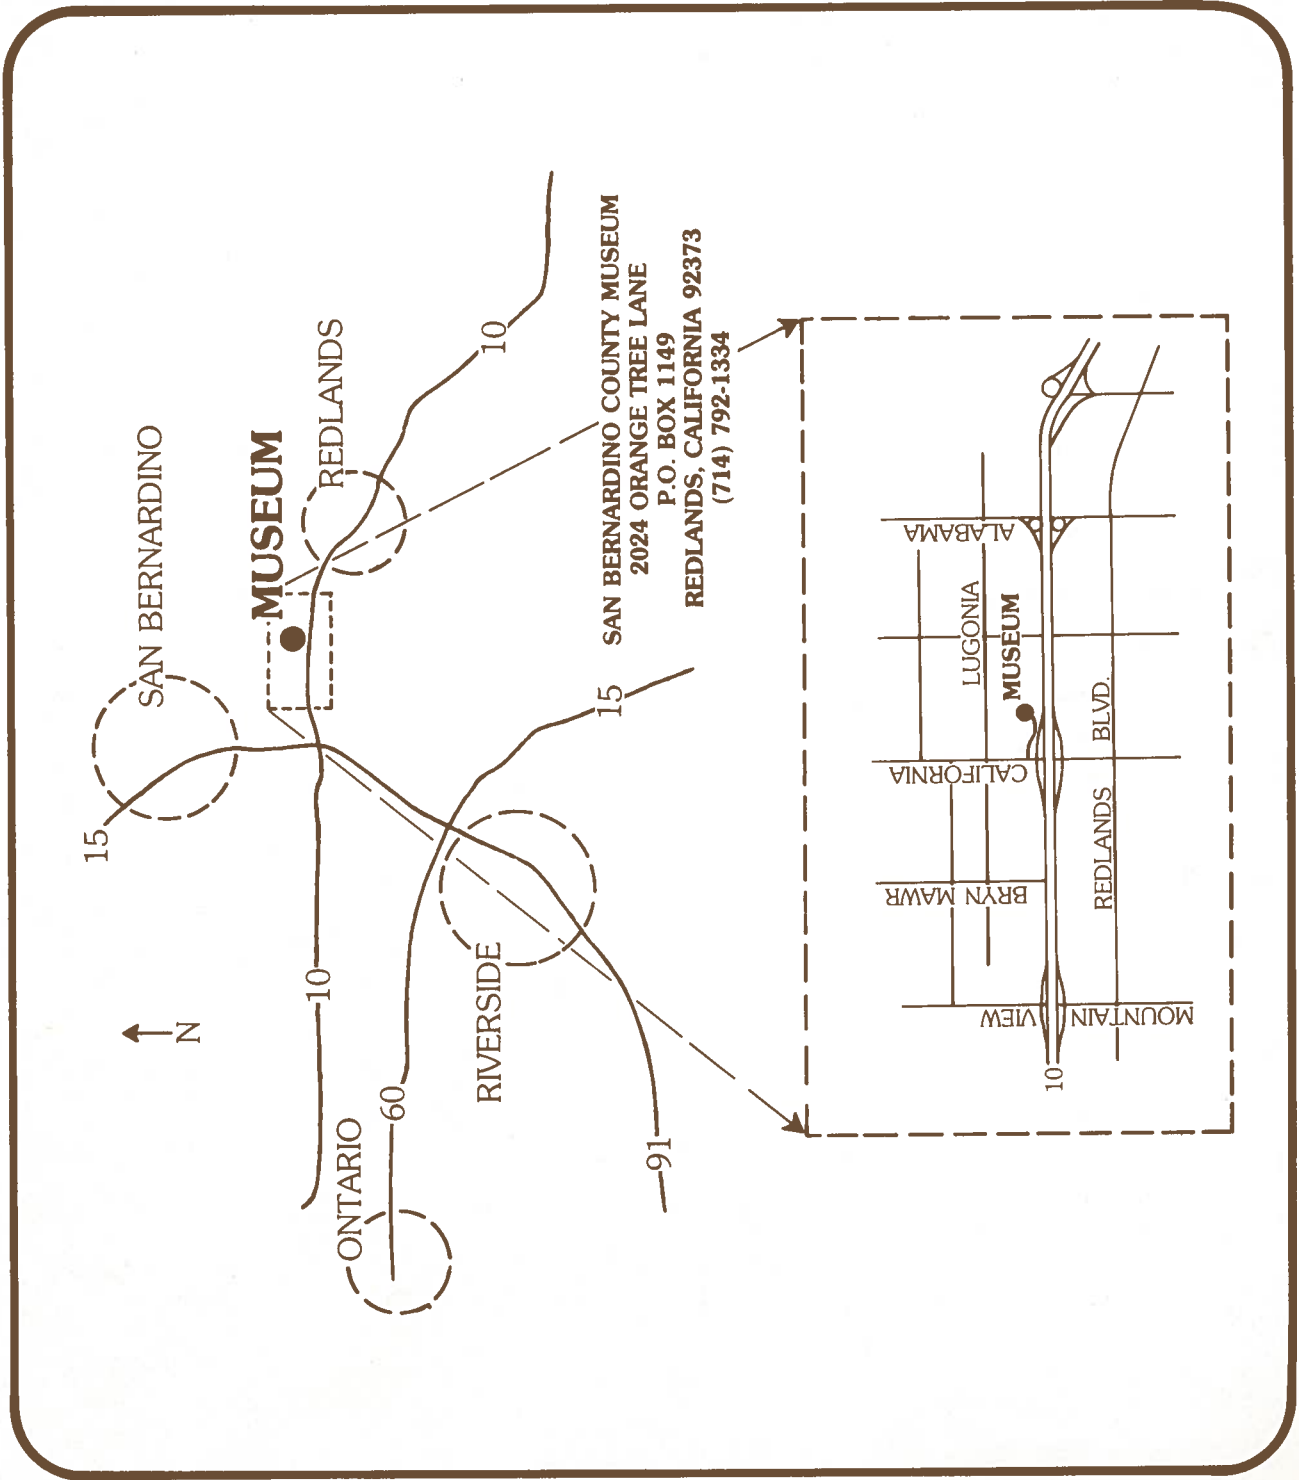 SAN BERNARDINO
15
MUSEUM
REDLANDS
N
10
10
ONTARIO
60
RIVERSIDE
15
91
SAN BERNARDINO COUNTY MUSEUM
2024 ORANGE TREE LANE
P.O. BOX 1149
REDLANDS, CALIFORNIA 92373
(714) 792-1334
MOUNTAIN VIEW
BRYN MAWR
CALIFORNIA
ALABAMA
LUGONIA
MUSEUM
10
REDLANDS BLVD.